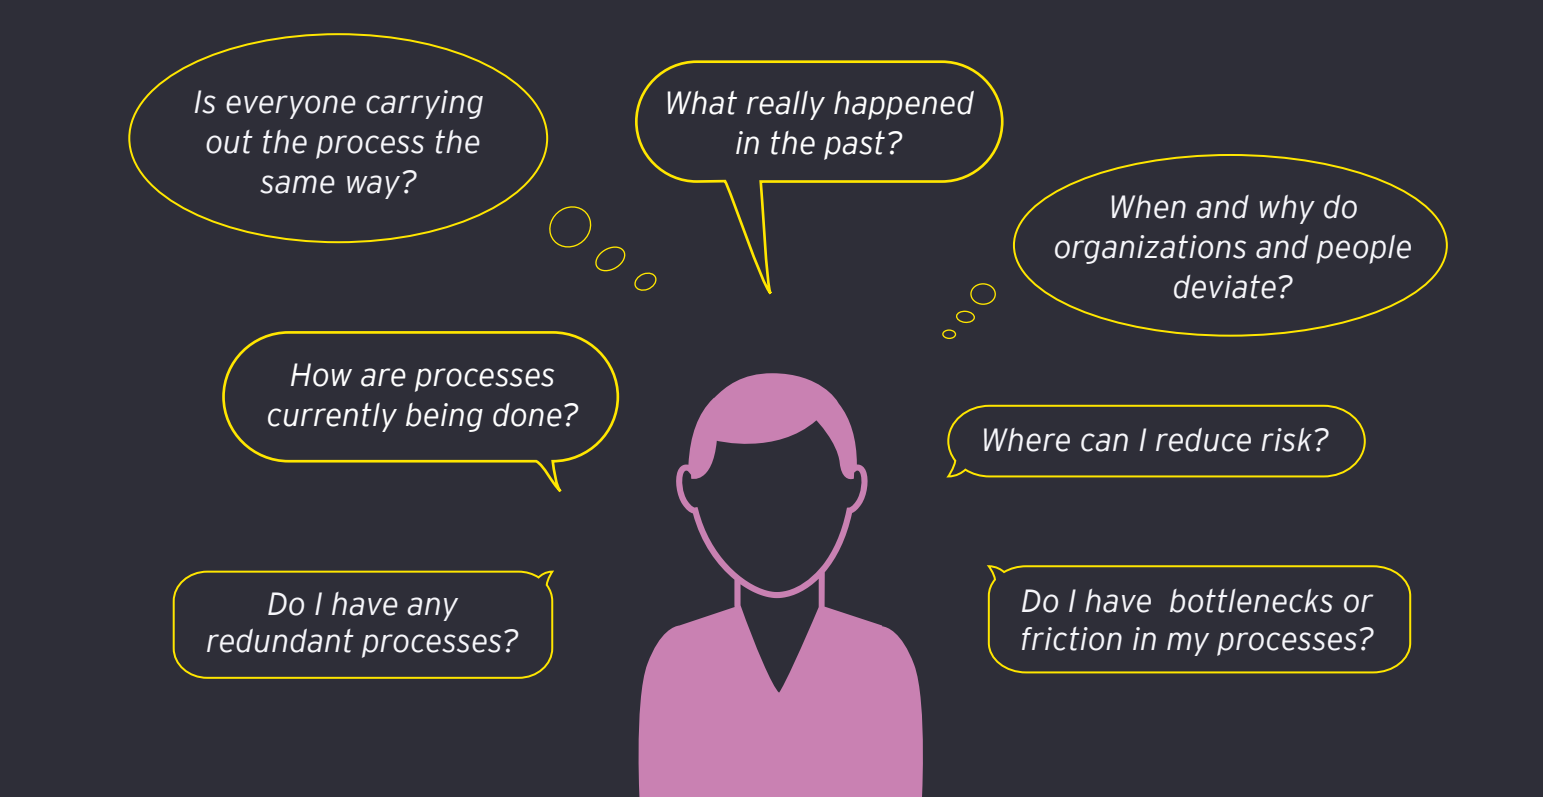 Is everyone carrying
out the process the
same way?
What really happened
in the past?
When and why do
organizations and people
deviate?
How are processes
currently being done?
Where can I reduce risk?
Do I have any
redundant processes?
Do I have  bottlenecks or
friction in my processes?